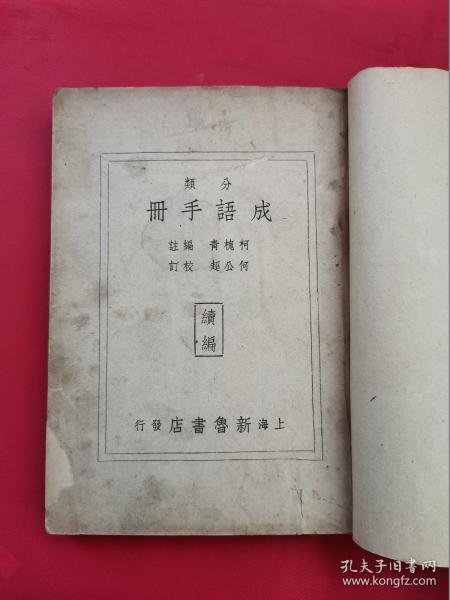 分類
成語手冊
柯槐青 編註
何公超 校訂
續編
上海新魯書店發行
孔夫子旧书网
www.kongfz.com